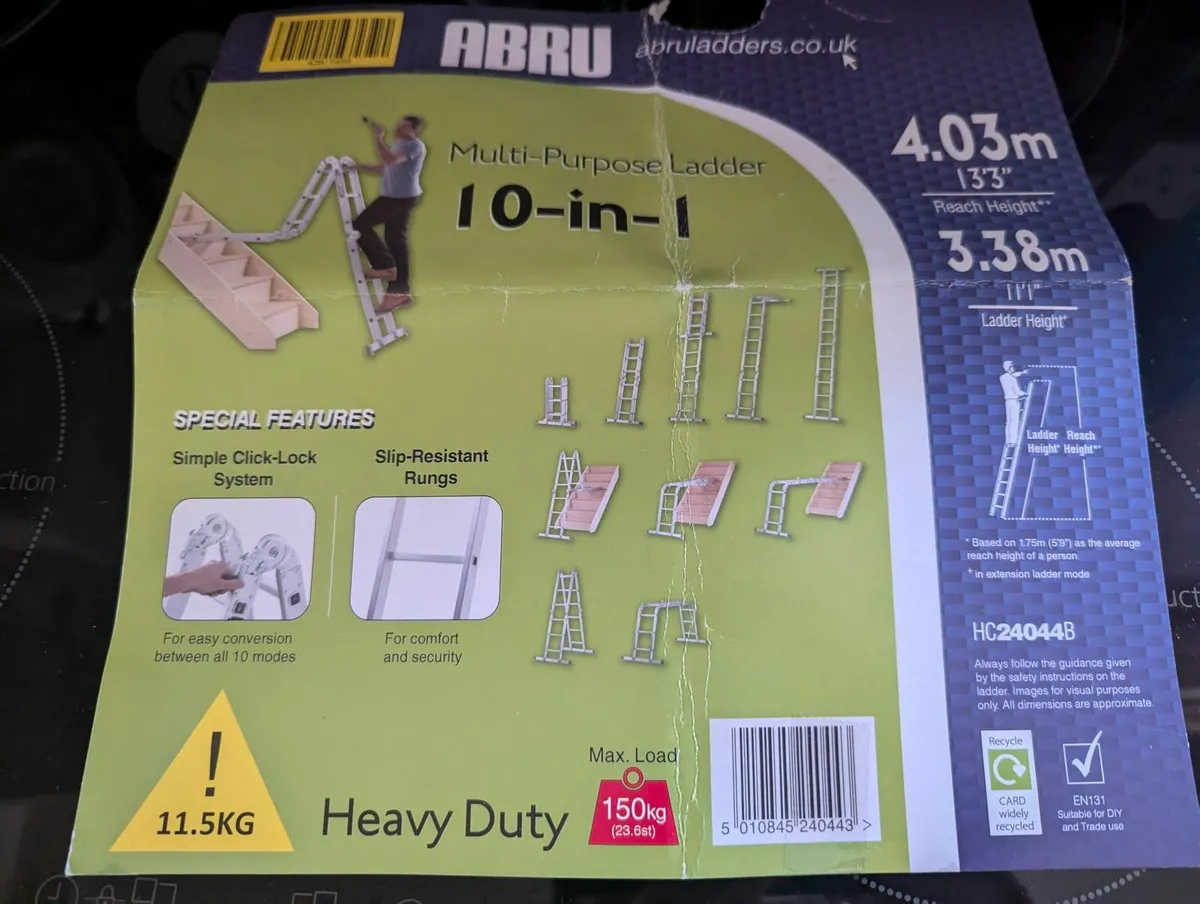 ABRU
abruladders.co.uk
Multi-Purpose Ladder
10-in-1
4.03m
13'3"
Reach Height**
3.38m
11'1"
Ladder Height⁺
SPECIAL FEATURES
Simple Click-Lock
System
Slip-Resistant
Rungs
For easy conversion
between all 10 modes
For comfort
and security
Ladder Reach
Height⁺ Height**
* Based on 1.75m (5'9") as the average
reach height of a person.
⁺ in extension ladder mode
HC24044B
Always follow the guidance given
by the safety instructions on the
ladder. Images for visual purposes
only. All dimensions are approximate.
!
11.5KG
Heavy Duty
Max. Load
150kg
(23.6st)
5 010845 240443 >
Recycle
CARD
widely
recycled
EN131
Suitable for DIY
and Trade use